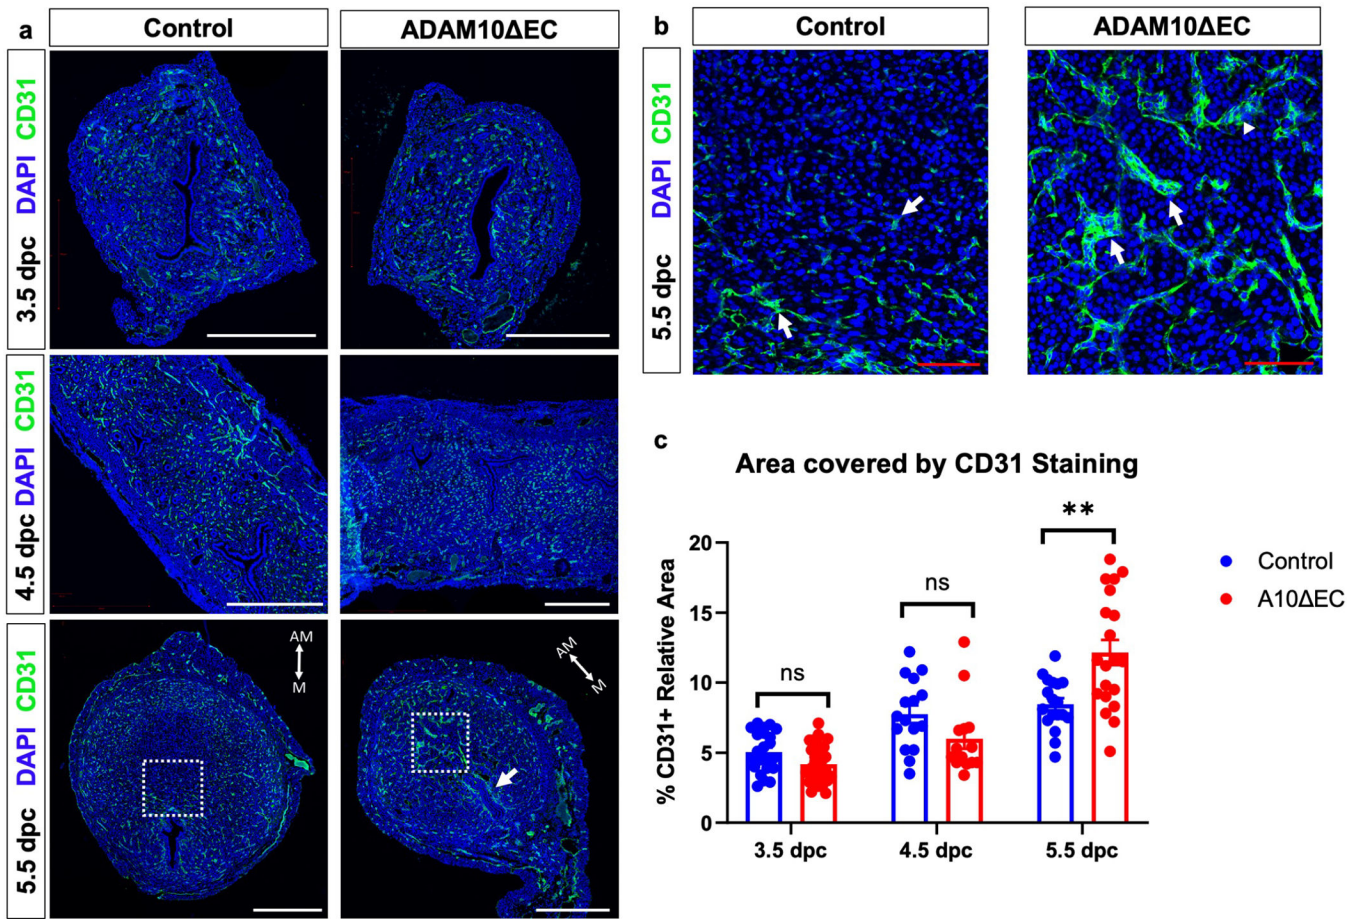 a
Control
ADAM10ΔEC
3.5 dpc DAPI CD31
4.5 dpc DAPI CD31
5.5 dpc DAPI CD31
AM
M
AM
M
b
Control
ADAM10ΔEC
5.5 dpc DAPI CD31
c
Area covered by CD31 Staining
% CD31+ Relative Area
20
15
10
5
0
ns
ns
**
3.5 dpc
4.5 dpc
5.5 dpc
Control
A10ΔEC